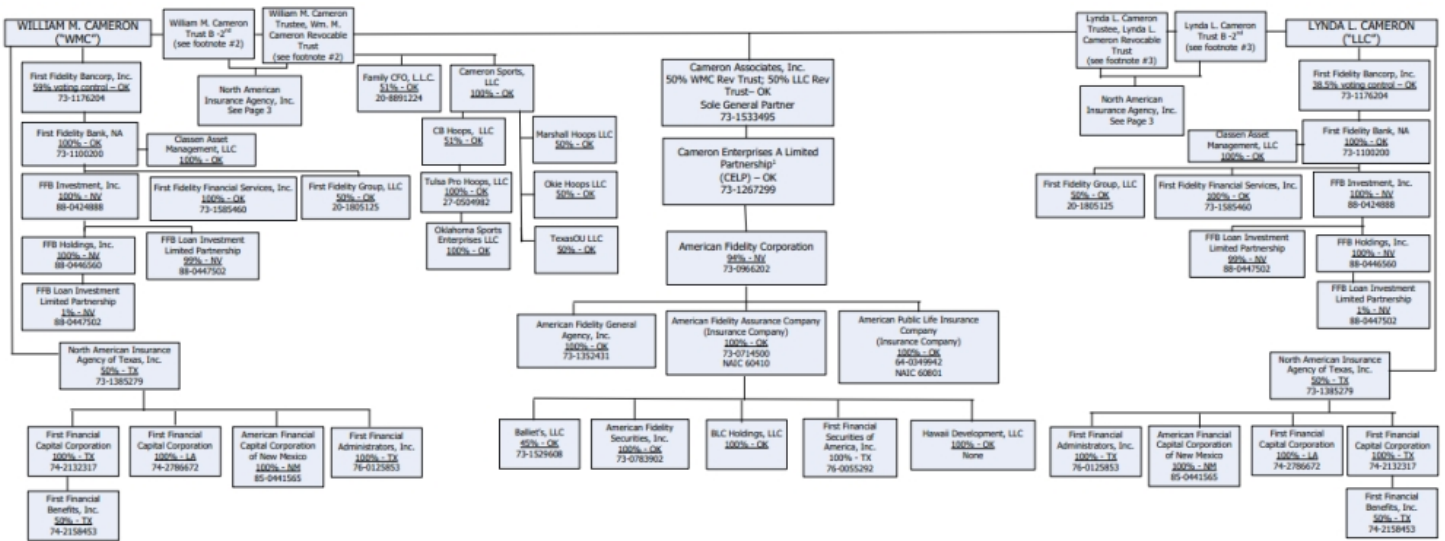 WILLIAM M. CAMERON
("WMC")
William M. Cameron
Trust B -2nd
(see footnote #2)
William M. Cameron
Trustee, Wm. M.
Cameron Revocable
Trust
(see footnote #2)
Lynda L. Cameron
Trustee, Lynda L.
Cameron Revocable
Trust
(see footnote #3)
Lynda L. Cameron
Trust B -2nd
(see footnote #3)
LYNDA L. CAMERON
("LLC")
First Fidelity Bancorp, Inc.
59% voting control – OK
73-1176204
North American
Insurance Agency, Inc.
See Page 3
Family CFO, L.L.C.
51% - OK
20-8891224
Cameron Sports,
LLC
100% - OK
Cameron Associates, Inc.
50% WMC Rev Trust; 50% LLC Rev
Trust– OK
Sole General Partner
73-1533495
North American
Insurance Agency, Inc.
See Page 3
First Fidelity Bancorp, Inc.
38.5% voting control – OK
73-1176204
First Fidelity Bank, NA
100% - OK
73-1100200
Classen Asset
Management, LLC
100% - OK
CB Hoops, LLC
51% - OK
Marshall Hoops LLC
50% - OK
Cameron Enterprises A Limited
Partnership1
(CELP) – OK
73-1267299
Classen Asset
Management, LLC
100% - OK
First Fidelity Bank, NA
100% - OK
73-1100200
FFB Investment, Inc.
100% - NV
88-0424888
First Fidelity Financial Services, Inc.
100% - OK
73-1585460
First Fidelity Group, LLC
50% - OK
20-1805125
Tulsa Pro Hoops, LLC
100% - OK
27-0504982
Okie Hoops LLC
50% - OK
First Fidelity Group, LLC
50% - OK
20-1805125
First Fidelity Financial Services, Inc.
100% - OK
73-1585460
FFB Investment, Inc.
100% - NV
88-0424888
FFB Holdings, Inc.
100% - NV
88-0446560
FFB Loan Investment
Limited Partnership
99% - NV
88-0447502
Oklahoma Sports
Enterprises LLC
100% - OK
TexasOU LLC
50% - OK
American Fidelity Corporation
94% - NV
73-0966202
FFB Loan Investment
Limited Partnership
99% - NV
88-0447502
FFB Holdings, Inc.
100% - NV
88-0446560
FFB Loan Investment
Limited Partnership
1% - NV
88-0447502
FFB Loan Investment
Limited Partnership
1% - NV
88-0447502
American Fidelity General
Agency, Inc.
100% - OK
73-1352431
American Fidelity Assurance Company
(Insurance Company)
100% - OK
73-0714500
NAIC 60410
American Public Life Insurance
Company
(Insurance Company)
100% - OK
64-0349942
NAIC 60801
North American Insurance
Agency of Texas, Inc.
50% - TX
73-1385279
North American Insurance
Agency of Texas, Inc.
50% - TX
73-1385279
First Financial
Capital Corporation
100% - TX
74-2132317
First Financial
Capital Corporation
100% - LA
74-2786672
American Financial
Capital Corporation
of New Mexico
100% - NM
85-0441565
First Financial
Administrators, Inc.
100% - TX
76-0125853
Balliet's, LLC
45% - OK
73-1529608
American Fidelity
Securities, Inc.
100% - OK
73-0783902
BLC Holdings, LLC
100% - OK
First Financial
Securities of
America, Inc.
100% - TX
76-0055292
Hawaii Development, LLC
100% - OK
None
First Financial
Administrators, Inc.
100% - TX
76-0125853
American Financial
Capital Corporation
of New Mexico
100% - NM
85-0441565
First Financial
Capital Corporation
100% - LA
74-2786672
First Financial
Capital Corporation
100% - TX
74-2132317
First Financial
Benefits, Inc.
50% - TX
74-2158453
First Financial
Benefits, Inc.
50% - TX
74-2158453